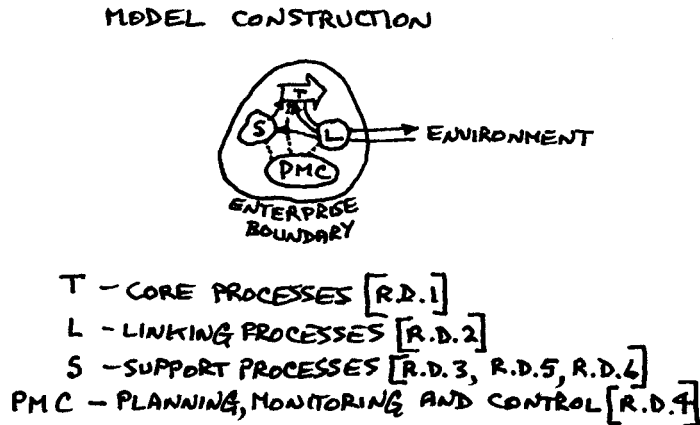 MODEL CONSTRUCTION
T
S
L
ENVIRONMENT
PMC
ENTERPRISE
BOUNDARY
T – CORE PROCESSES [R.D.1]
L – LINKING PROCESSES [R.D.2]
S – SUPPORT PROCESSES [R.D.3, R.D.5, R.D.6]
PMC – PLANNING, MONITORING AND CONTROL [R.D.4]